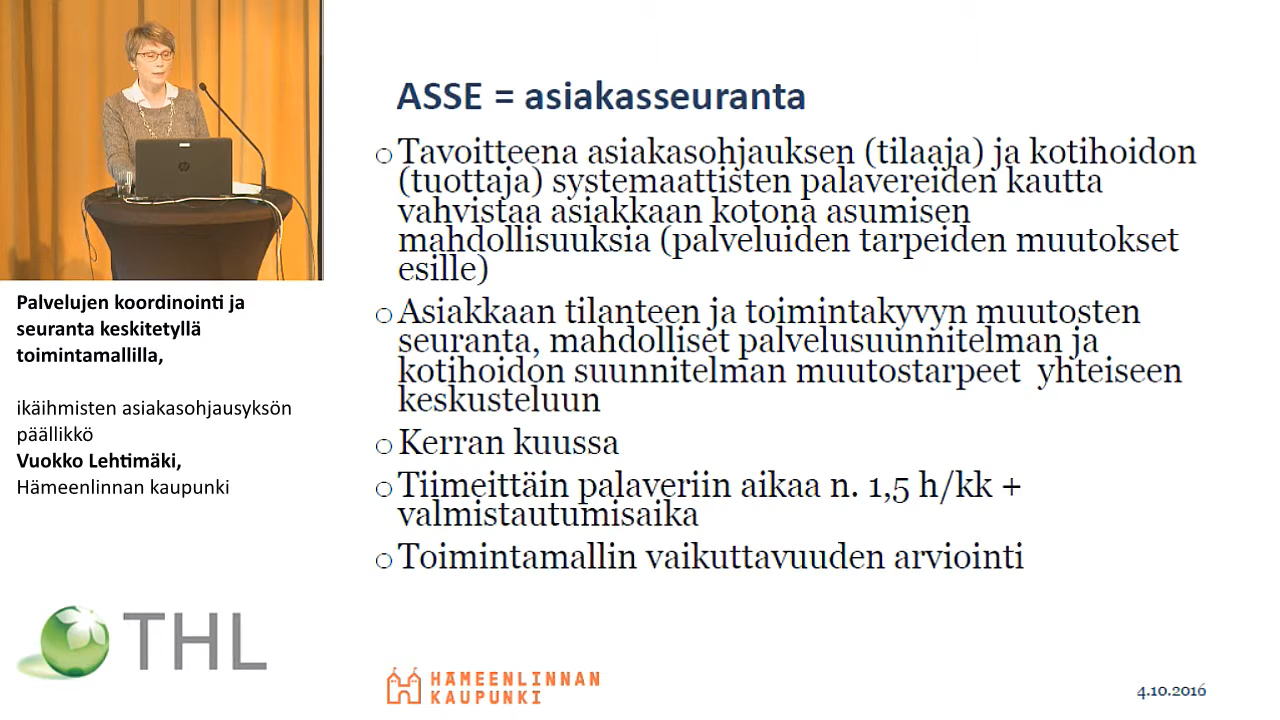 ASSE = asiakasseuranta
Tavoitteena asiakasohjauksen (tilaaja) ja kotihoidon
(tuottaja) systemaattisten palavereiden kautta
vahvistaa asiakkaan kotona asumisen
mahdollisuuksia (palveluiden tarpeiden muutokset
esille)
Asiakkaan tilanteen ja toimintakyvyn muutosten
seuranta, mahdolliset palvelusuunnitelman ja
kotihoidon suunnitelman muutostarpeet yhteiseen
keskusteluun
Kerran kuussa
Tiimeittäin palaveriin aikaa n. 1,5 h/kk +
valmistautumisaika
Toimintamallin vaikuttavuuden arviointi
Palvelujen koordinointi ja
seuranta keskitetyllä
toimintamallilla,
ikäihmisten asiakasohjausyksön
päällikkö
Vuokko Lehtimäki,
Hämeenlinnan kaupunki
THL
HÄMEENLINNAN
KAUPUNKI
4.10.2016